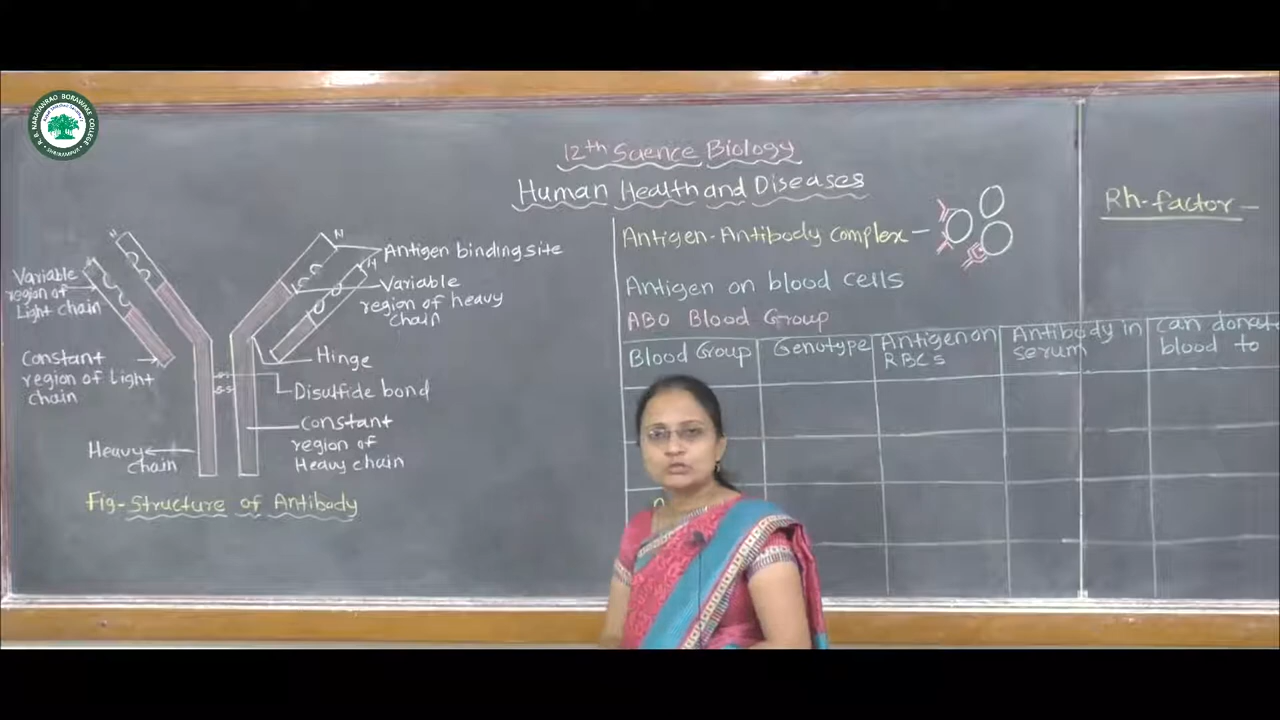 R. B. NARAYANRAO BORAWAKE COLLEGE
12th Science Biology
Human Health and Diseases
N
N
Antigen binding site
Variable
region of
Light chain
Variable
region of heavy
chain
Constant
region of Light
chain
Hinge
Disulfide bond
S-S
S-S
Constant
region of
Heavy chain
Heavy
chain
Fig-Structure of Antibody
Antigen-Antibody complex-
Antigen on blood cells
ABO Blood Group
Blood Group
Genotype
Antigen on
RBCs
Antibody in
serum
can donate
blood to
Rh-factor-